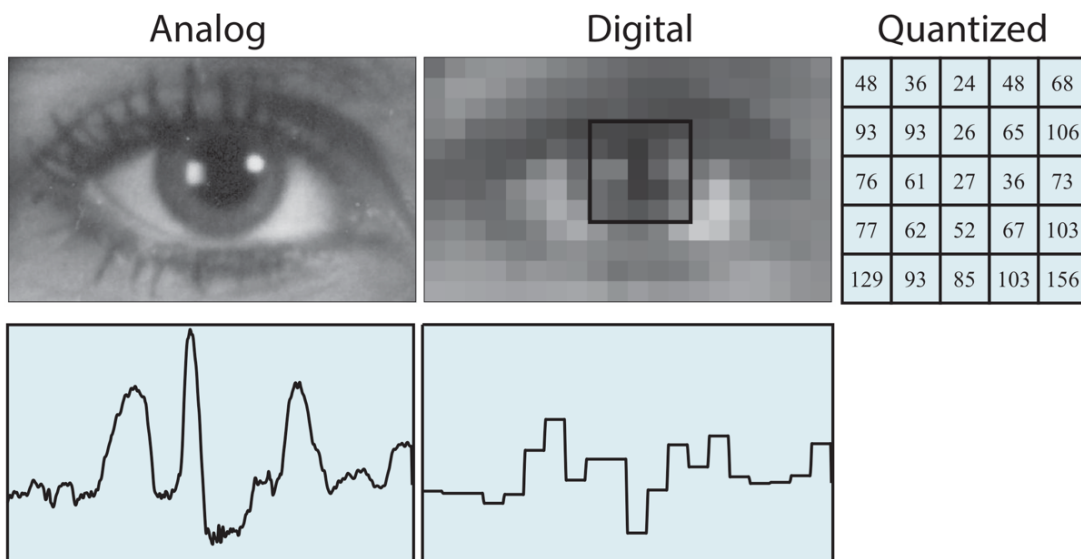 Analog Digital Quantized
48 36 24 48 68
93 93 26 65 106
76 61 27 36 73
77 62 52 67 103
129 93 85 103 156